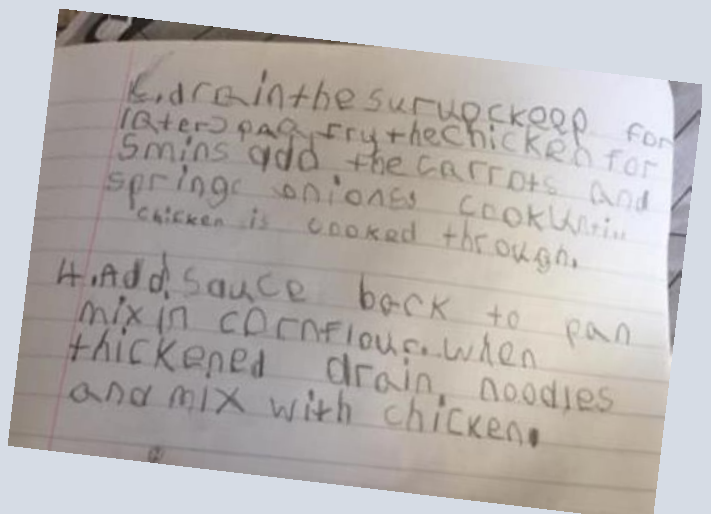 drain the surup ckeep for
later) pan fry the chicken for
5mins add the carrots and
spring onions cook until
chicken is cooked through.
4. Add sauce back to pan
mix in cornflour. when
thickened drain noodles
and mix with chicken.